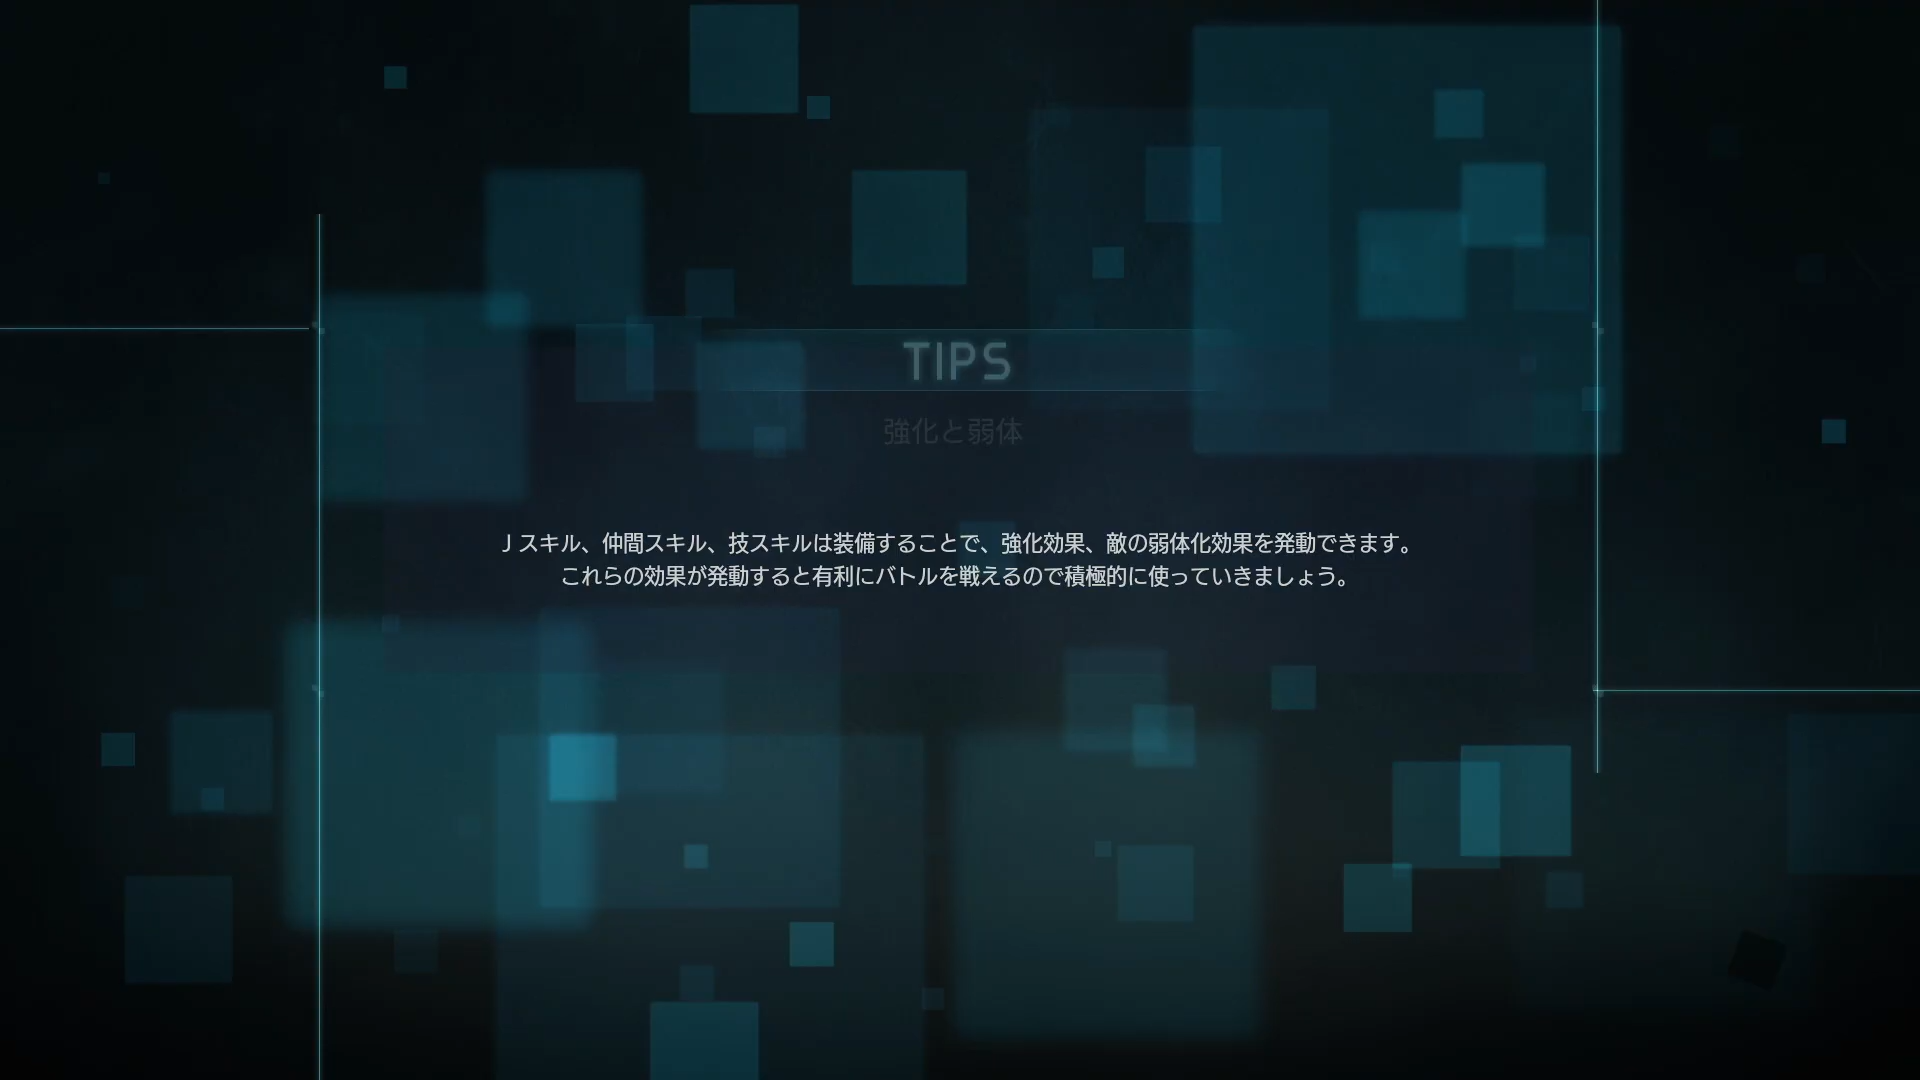 TIPS
強化と弱体
Ｊスキル、仲間スキル、技スキルは装備することで、強化効果、敵の弱体化効果を発動できます。
これらの効果が発動すると有利にバトルを戦えるので積極的に使っていきましょう。